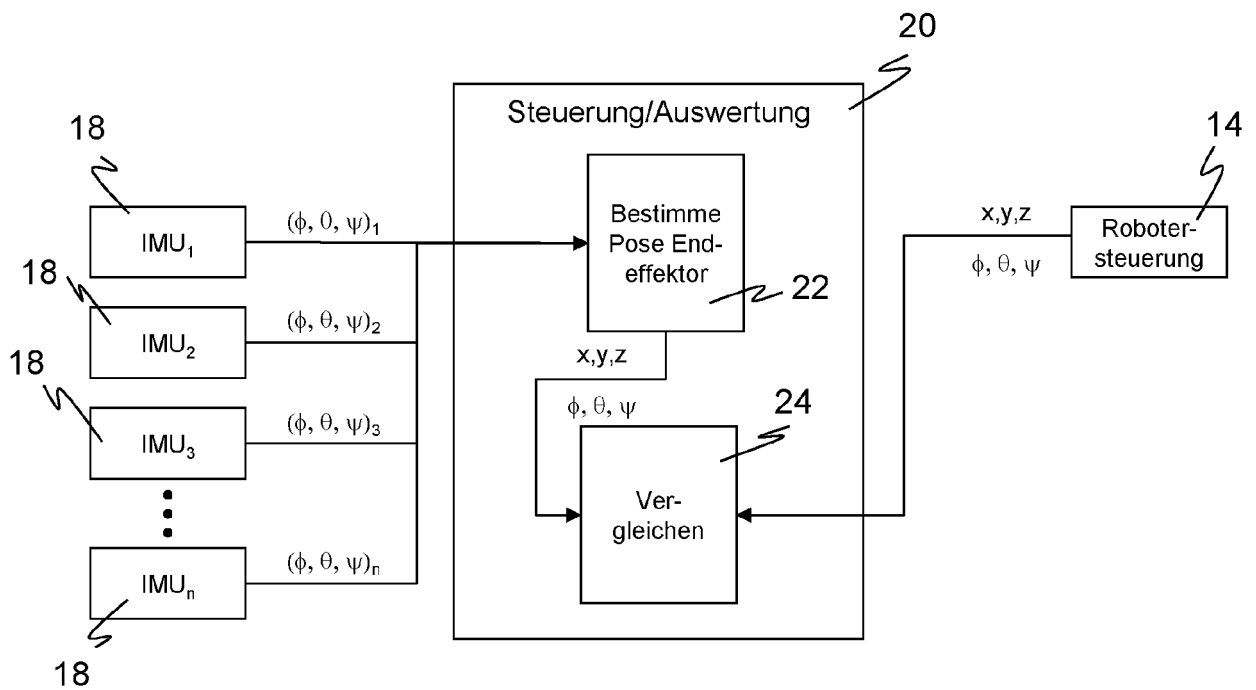 20
Steuerung/Auswertung
18
14
IMU₁
(ϕ, θ, ψ)₁
Bestimme
Pose End-
effektor
22
x,y,z
ϕ, θ, ψ
Roboter-
steuerung
18
IMU₂
(ϕ, θ, ψ)₂
x,y,z
ϕ, θ, ψ
18
IMU₃
(ϕ, θ, ψ)₃
24
Ver-
gleichen
IMUₙ
(ϕ, θ, ψ)ₙ
18